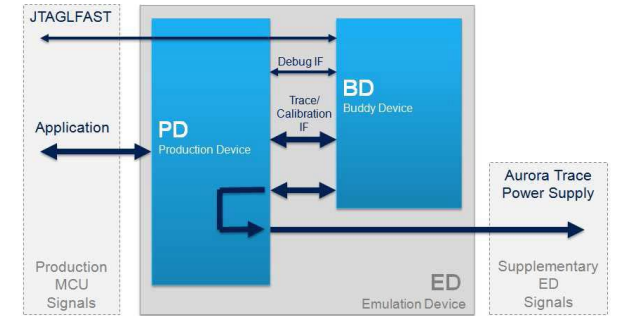 JTAGLFAST
Debug IF
BD
Buddy Device
Trace/
Calibration
IF
Application
PD
Production Device
Aurora Trace
Power Supply
Production
MCU
Signals
ED
Emulation Device
Supplementary
ED
Signals